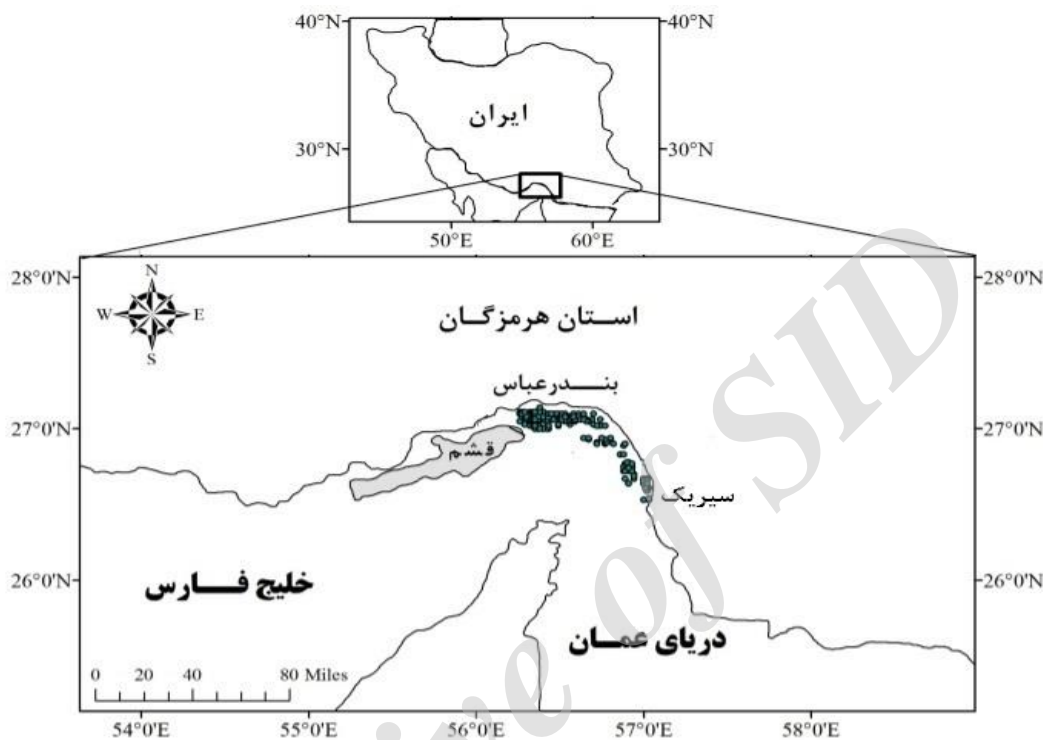 40°N 40°N
ایران
30°N 30°N
50°E 60°E
28°0'N 28°0'N
N
W E
S
استان هرمزگان
بندرعباس
27°0'N 27°0'N
قشم
سیریک
26°0'N 26°0'N
خلیج فارس
دریای عمان
0 20 40 80 Miles
54°0'E 55°0'E 56°0'E 57°0'E 58°0'E
ive of SID